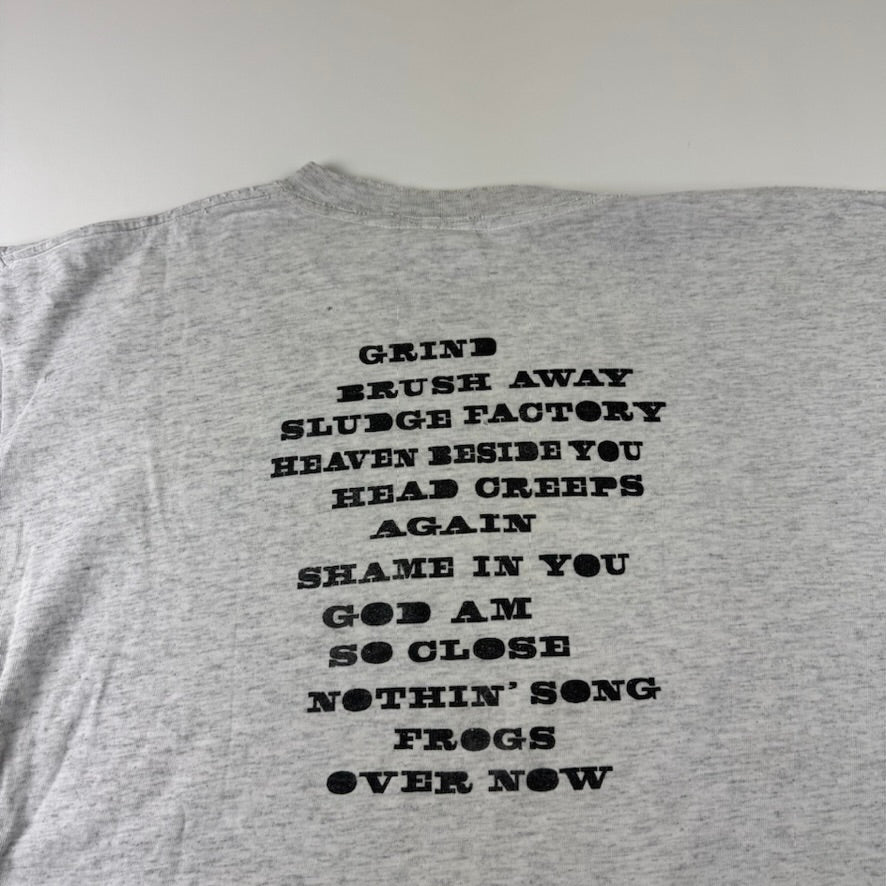 GRIND
BRUSH AWAY
SLUDGE FACTORY
HEAVEN BESIDE YOU
HEAD CREEPS
AGAIN
SHAME IN YOU
GOD AM
SO CLOSE
NOTHIN' SONG
FROGS
OVER NOW